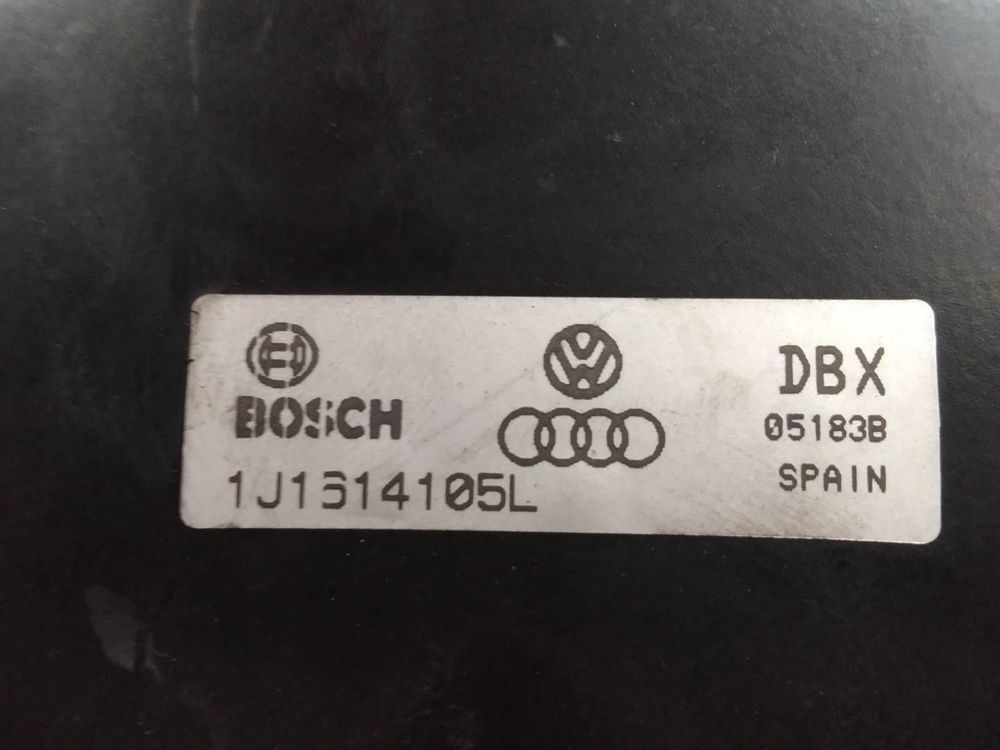 BOSCH
1J1614105L
DBX
05183B
SPAIN